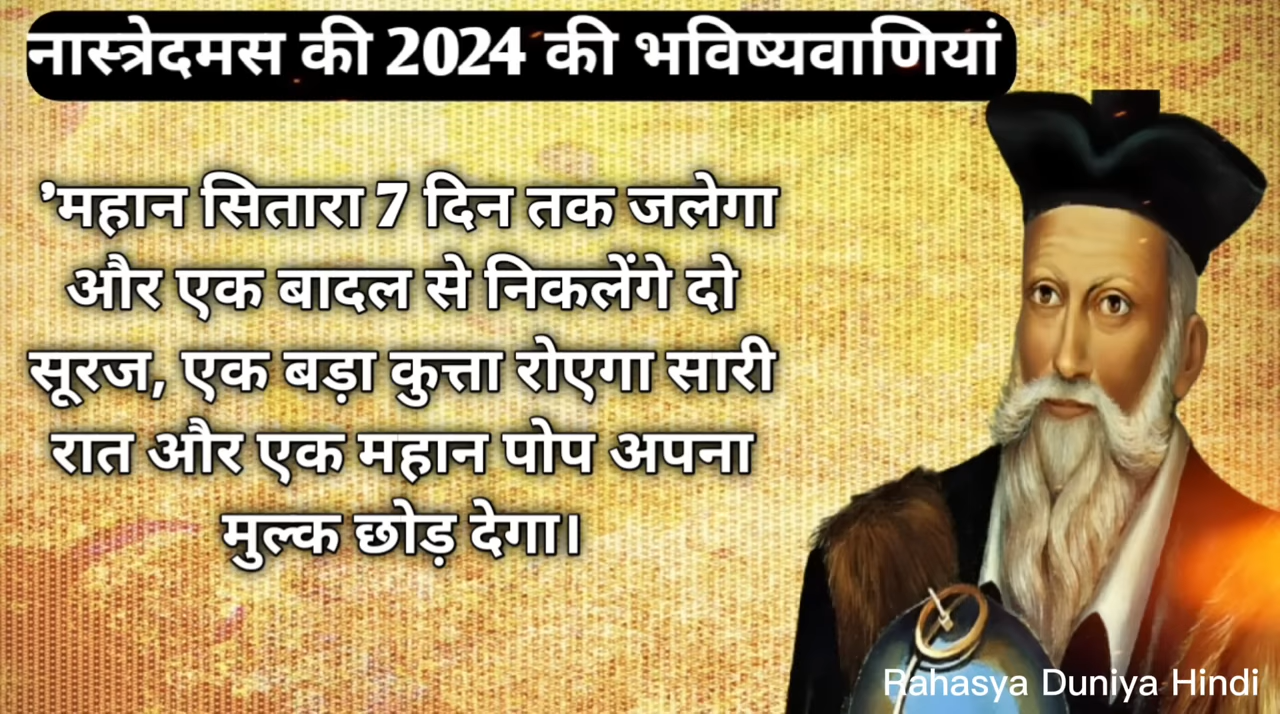 नास्त्रेदमस की 2024 की भविष्यवाणियां
’महान सितारा 7 दिन तक जलेगा
और एक बादल से निकलेंगे दो
सूरज, एक बड़ा कुत्ता रोएगा सारी
रात और एक महान पोप अपना
मुल्क छोड़ देगा।
Rahasya Duniya Hindi